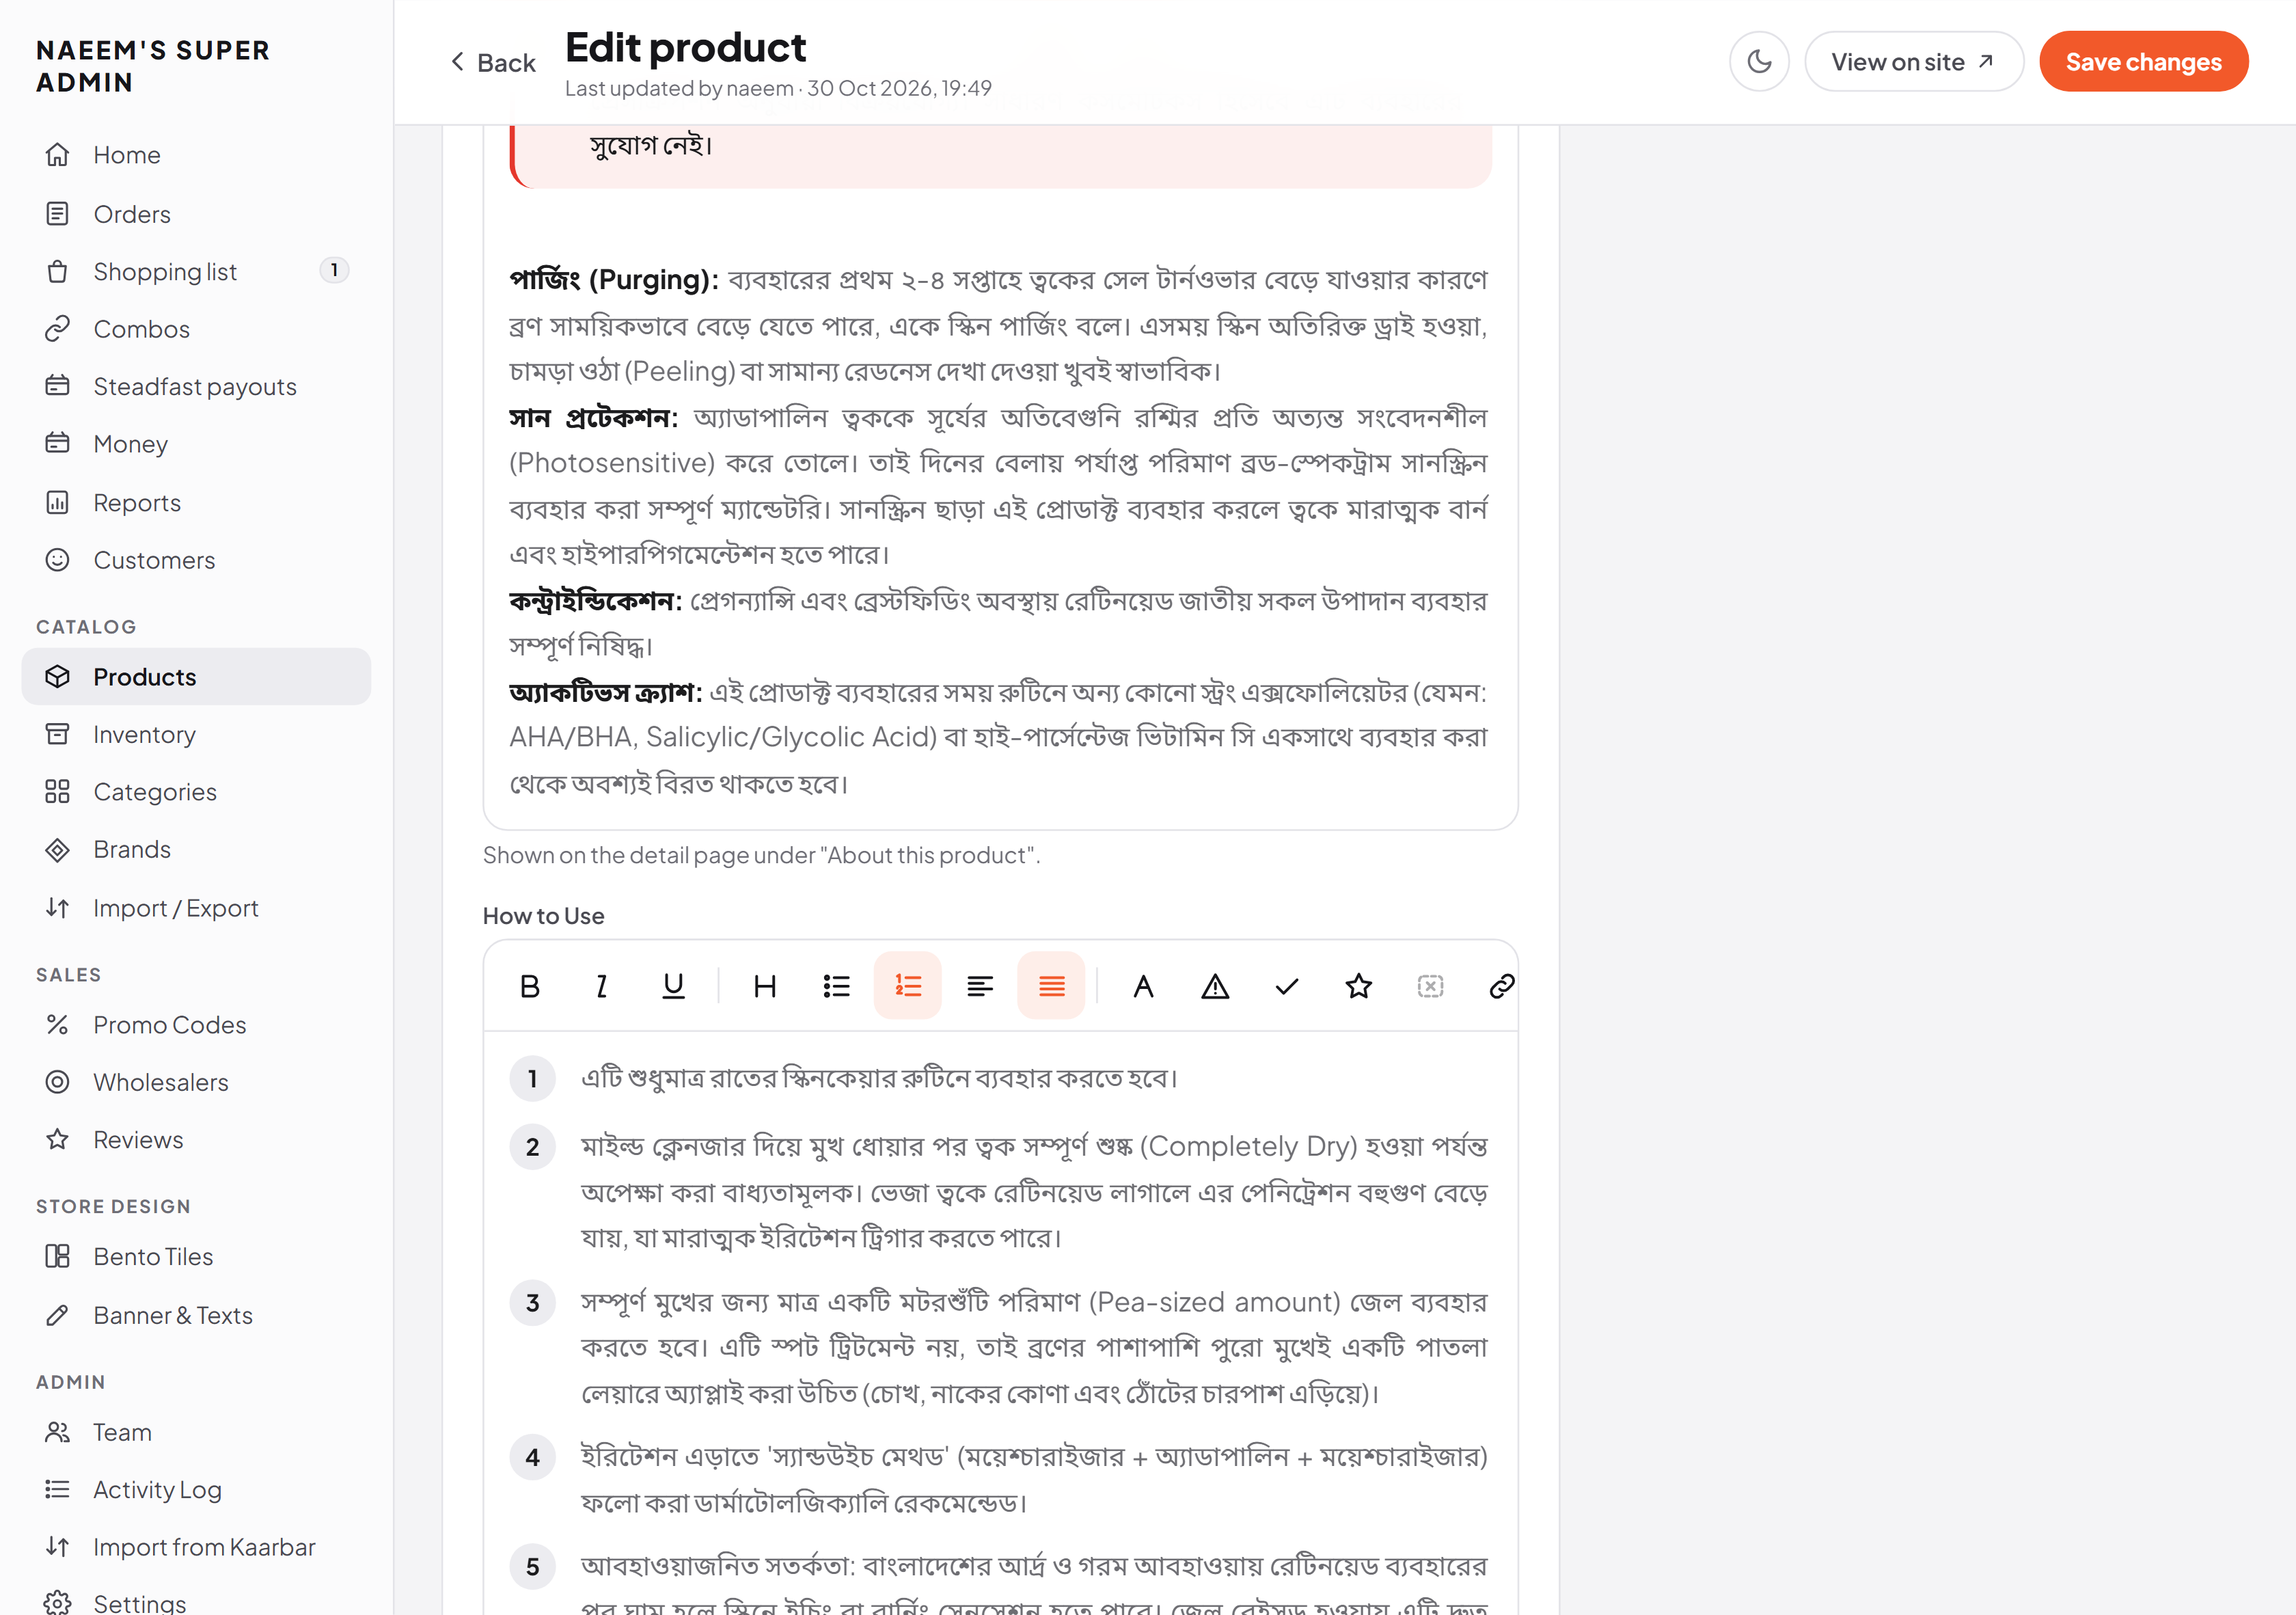 NAEEM'S SUPER
ADMIN
Home
Orders
Shopping list 1
Combos
Steadfast payouts
Money
Reports
Customers
CATALOG
Products
Inventory
Categories
Brands
Import / Export
SALES
Promo Codes
Wholesalers
Reviews
STORE DESIGN
Bento Tiles
Banner & Texts
ADMIN
Team
Activity Log
Import from Kaarbar
Settings
Back
Edit product
Last updated by naeem · 30 Oct 2026, 19:49
View on site
Save changes
সুযোগ নেই।
পার্জিং (Purging): ব্যবহারের প্রথম ২-৪ সপ্তাহে ত্বকের সেল টার্নওভার বেড়ে যাওয়ার কারণে
ব্রণ সাময়িকভাবে বেড়ে যেতে পারে, একে স্কিন পার্জিং বলে। এসময় স্কিন অতিরিক্ত ড্রাই হওয়া,
চামড়া ওঠা (Peeling) বা সামান্য রেডনেস দেখা দেওয়া খুবই স্বাভাবিক।
সান প্রটেকশন: অ্যাডাপালিন ত্বককে সূর্যের অতিবেগুনি রশ্মির প্রতি অত্যন্ত সংবেদনশীল
(Photosensitive) করে তোলে। তাই দিনের বেলায় পর্যাপ্ত পরিমাণ ব্রড-স্পেকট্রাম সানস্ক্রিন
ব্যবহার করা সম্পূর্ণ ম্যান্ডেটরি। সানস্ক্রিন ছাড়া এই প্রোডাক্ট ব্যবহার করলে ত্বকে মারাত্মক বার্ন
এবং হাইপারপিগমেন্টেশন হতে পারে।
কন্ট্রাইন্ডিকেশন: প্রেগন্যান্সি এবং ব্রেস্টফিডিং অবস্থায় রেটিনয়েড জাতীয় সকল উপাদান ব্যবহার
সম্পূর্ণ নিষিদ্ধ।
অ্যাকটিভস ক্র্যাশ: এই প্রোডাক্ট ব্যবহারের সময় রুটিনে অন্য কোনো স্ট্রং এক্সফোলিয়েটর (যেমন:
AHA/BHA, Salicylic/Glycolic Acid) বা হাই-পার্সেন্টেজ ভিটামিন সি একসাথে ব্যবহার করা
থেকে অবশ্যই বিরত থাকতে হবে।
Shown on the detail page under "About this product".
How to Use
1 এটি শুধুমাত্র রাতের স্কিনকেয়ার রুটিনে ব্যবহার করতে হবে।
2 মাইল্ড ক্লেনজার দিয়ে মুখ ধোয়ার পর ত্বক সম্পূর্ণ শুষ্ক (Completely Dry) হওয়া পর্যন্ত
অপেক্ষা করা বাধ্যতামূলক। ভেজা ত্বকে রেটিনয়েড লাগালে এর পেনিট্রেশন বহুগুণ বেড়ে
যায়, যা মারাত্মক ইরিটেশন ট্রিগার করতে পারে।
3 সম্পূর্ণ মুখের জন্য মাত্র একটি মটরশুঁটি পরিমাণ (Pea-sized amount) জেল ব্যবহার
করতে হবে। এটি স্পট ট্রিটমেন্ট নয়, তাই ব্রণের পাশাপাশি পুরো মুখেই একটি পাতলা
লেয়ারে অ্যাপ্লাই করা উচিত (চোখ, নাকের কোণা এবং ঠোঁটের চারপাশ এড়িয়ে)।
4 ইরিটেশন এড়াতে 'স্যান্ডউইচ মেথড' (ময়েশ্চারাইজার + অ্যাডাপালিন + ময়েশ্চারাইজার)
ফলো করা ডার্মাটোলজিক্যালি রেকমেন্ডেড।
5 আবহাওয়াজনিত সতর্কতা: বাংলাদেশের আর্দ্র ও গরম আবহাওয়ায় রেটিনয়েড ব্যবহারের
পর ঘাম হলে স্কিনে ইচিং বা বার্নিং সেনসেশন হতে পারে। জেল বেইসড হওয়ায় এটি দ্রুত